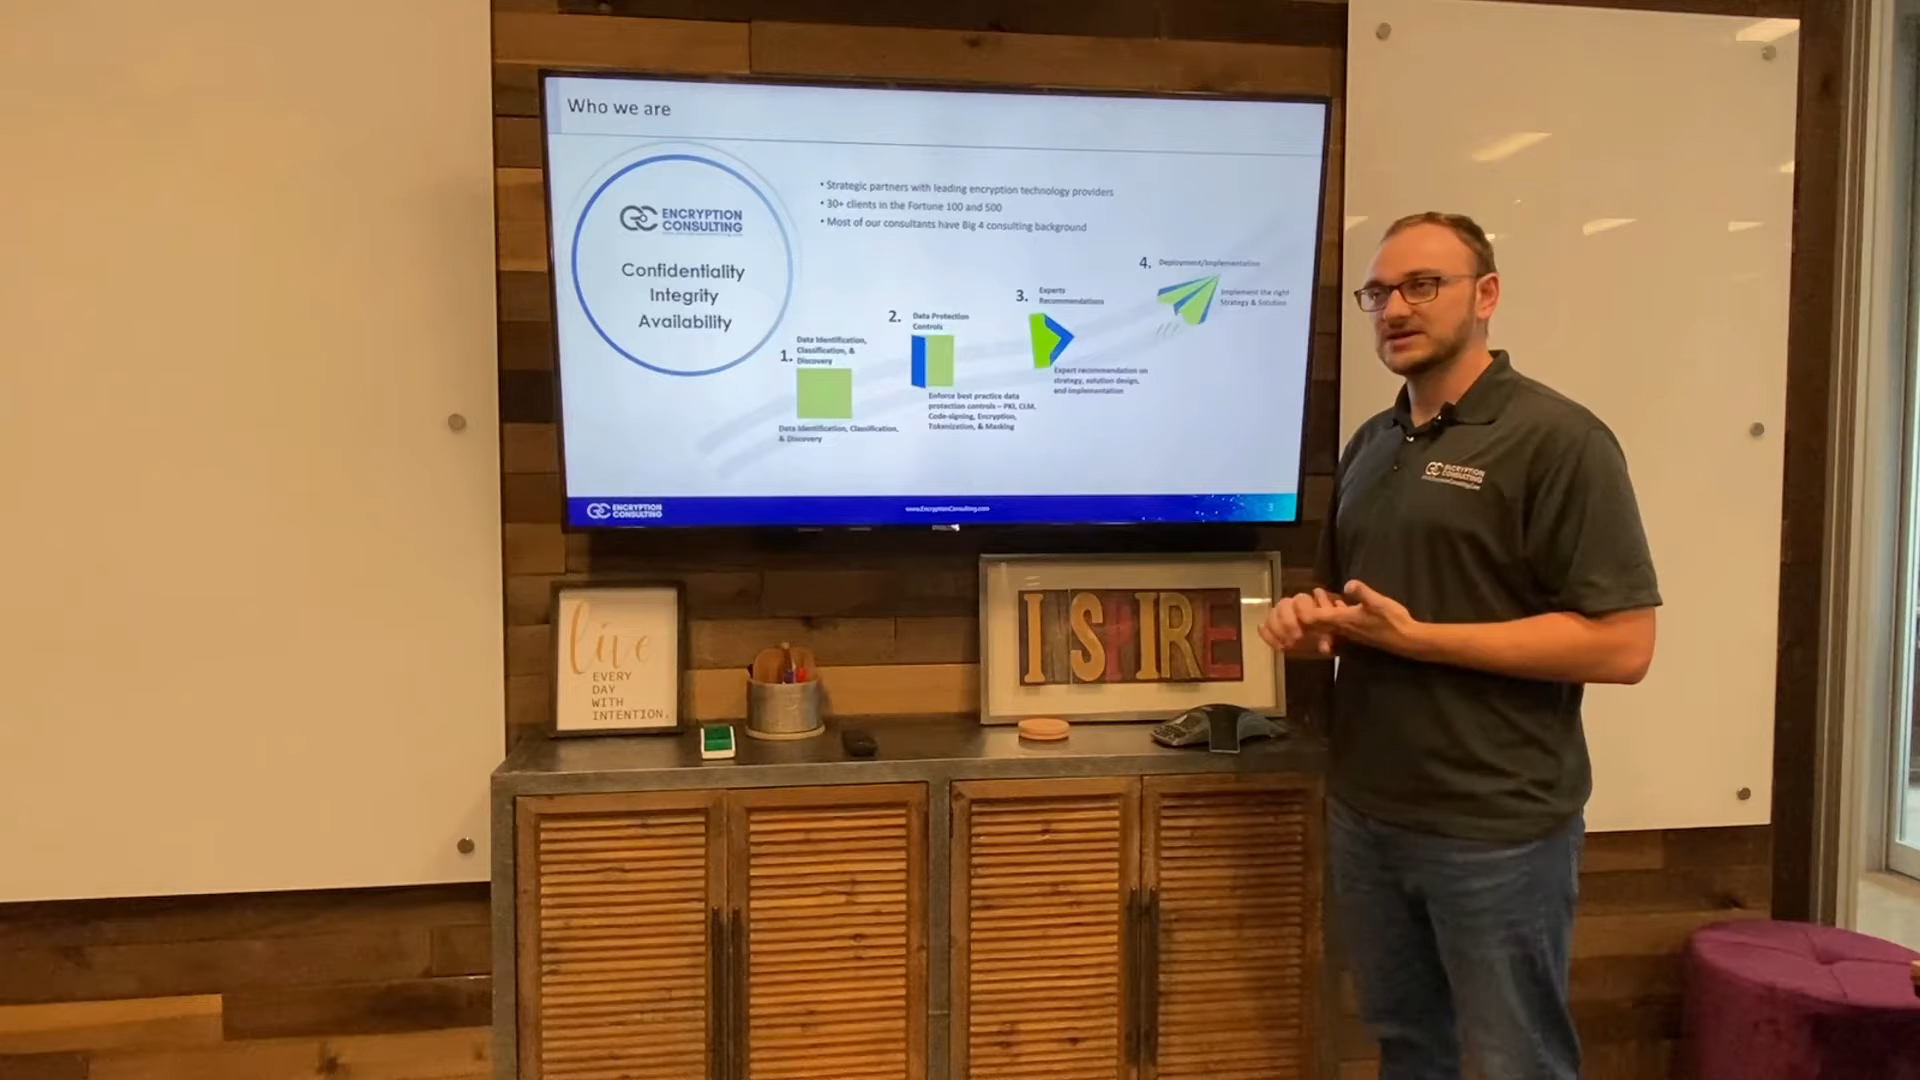 Who we are
ENCRYPTION
CONSULTING
Confidentiality
Integrity
Availability
• Strategic partners with leading encryption technology providers
• 30+ clients in the Fortune 100 and 500
• Most of our consultants have Big 4 consulting background
1.
Data Identification,
Classification, &
Discovery
Data Identification, Classification,
& Discovery
2.
Data Protection
Controls
Enforce best practice data
protection controls – PKI, CLM,
Code-signing, Encryption,
Tokenization, & Masking
3.
Experts
Recommendations
Expert recommendation on
strategy, solution design,
and implementation
4. Deployment/Implementation
Implement the right
Strategy & Solution
ENCRYPTION
CONSULTING
www.EncryptionConsulting.com
3
ENCRYPTION
CONSULTING
live
EVERY
DAY
WITH
INTENTION.
I SPIRE